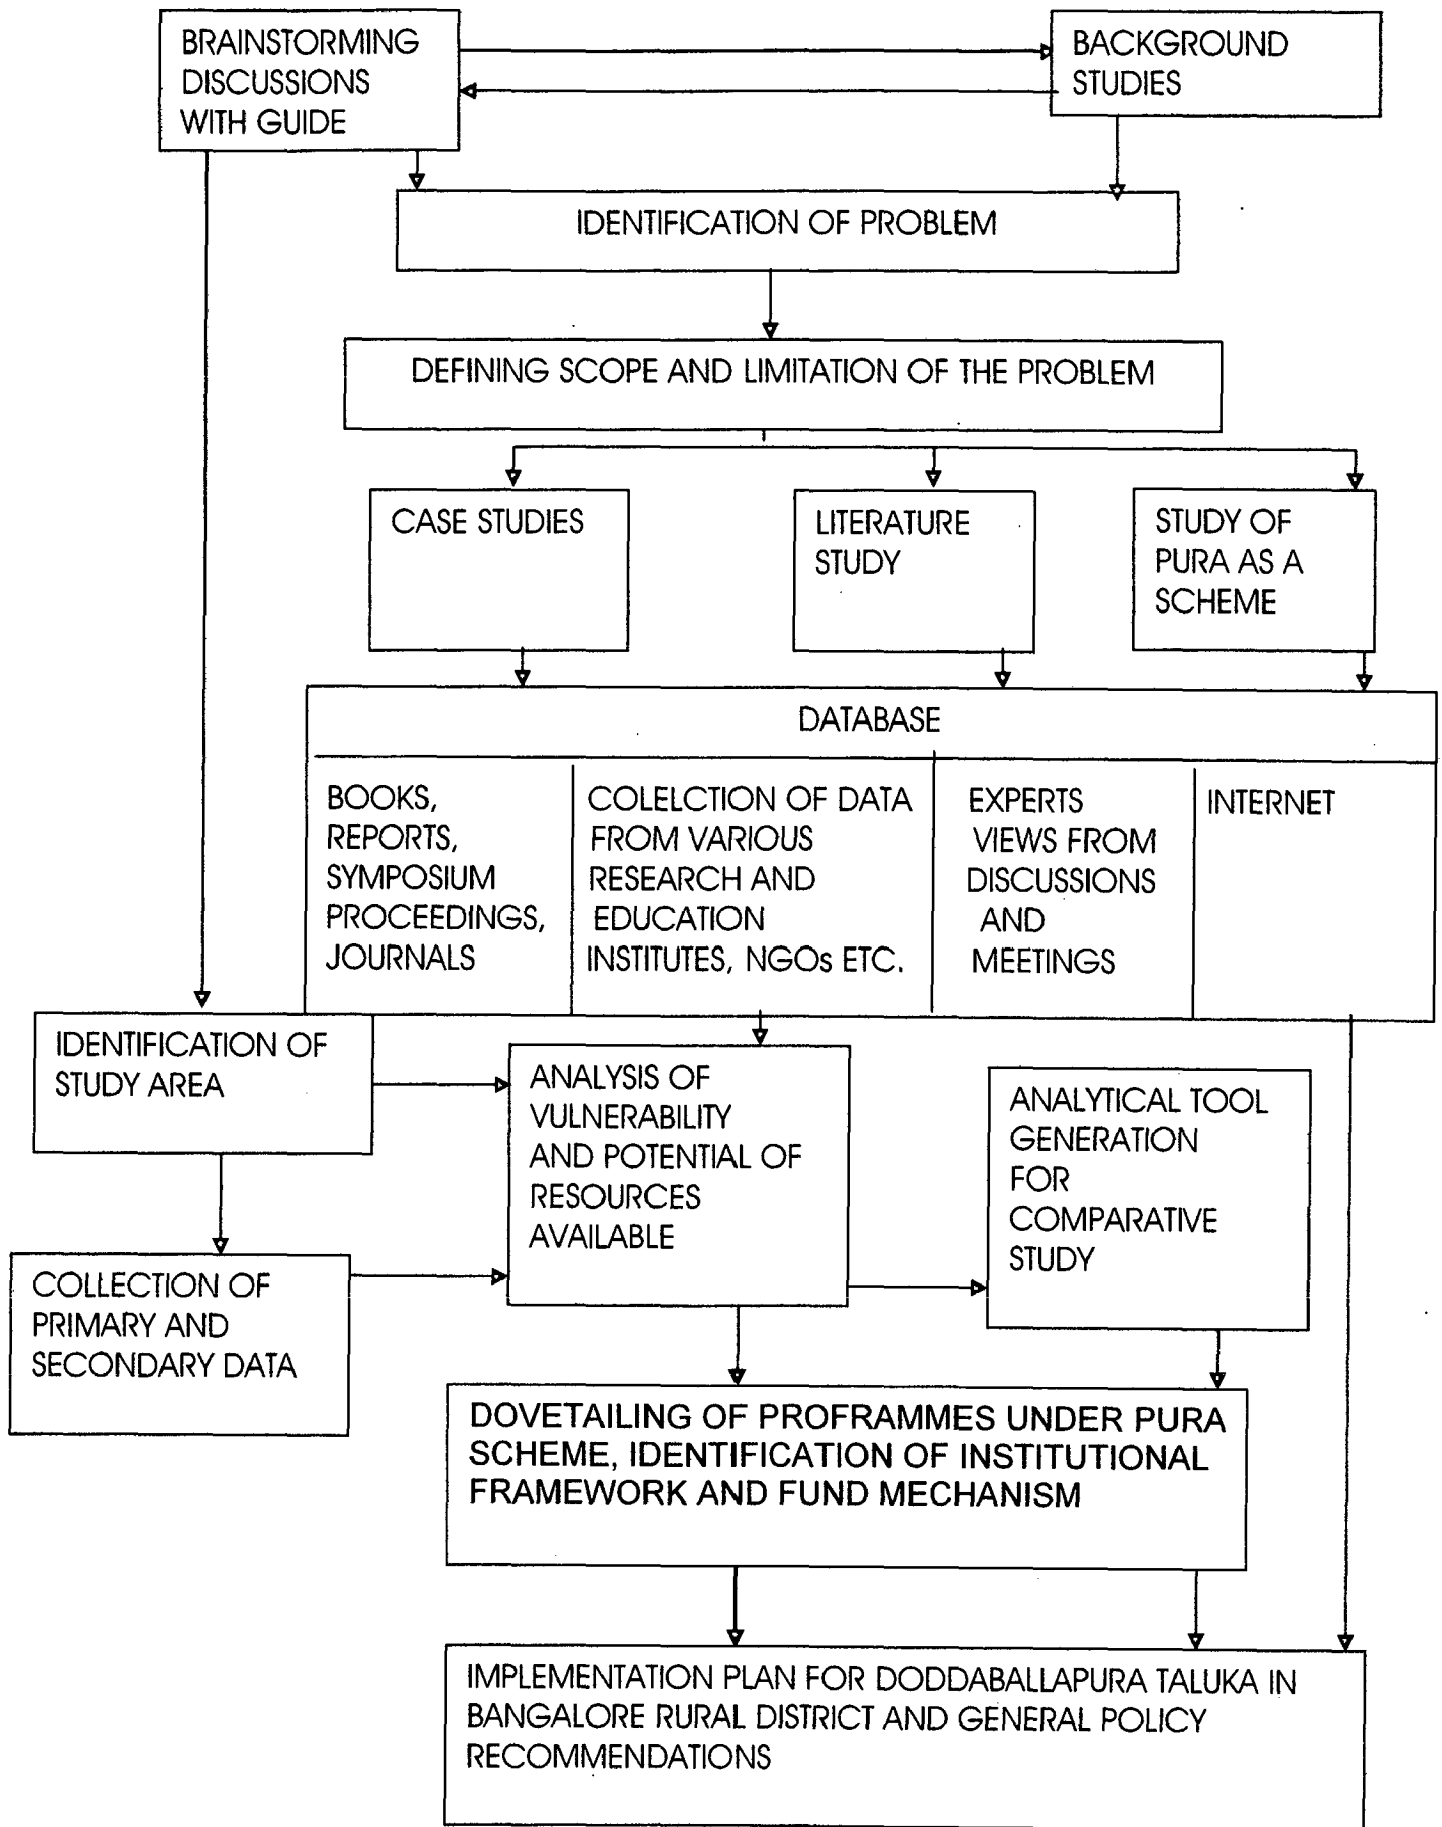 BRAINSTORMING
DISCUSSIONS
WITH GUIDE
BACKGROUND
STUDIES
IDENTIFICATION OF PROBLEM
DEFINING SCOPE AND LIMITATION OF THE PROBLEM
CASE STUDIES
LITERATURE
STUDY
STUDY OF
PURA AS A
SCHEME
DATABASE
BOOKS,
REPORTS,
SYMPOSIUM
PROCEEDINGS,
JOURNALS
COLELCTION OF DATA
FROM VARIOUS
RESEARCH AND
EDUCATION
INSTITUTES, NGOs ETC.
EXPERTS
VIEWS FROM
DISCUSSIONS
AND
MEETINGS
INTERNET
IDENTIFICATION OF
STUDY AREA
ANALYSIS OF
VULNERABILITY
AND POTENTIAL OF
RESOURCES
AVAILABLE
ANALYTICAL TOOL
GENERATION
FOR
COMPARATIVE
STUDY
COLLECTION OF
PRIMARY AND
SECONDARY DATA
DOVETAILING OF PROFRAMMES UNDER PURA
SCHEME, IDENTIFICATION OF INSTITUTIONAL
FRAMEWORK AND FUND MECHANISM
IMPLEMENTATION PLAN FOR DODDABALLAPURA TALUKA IN
BANGALORE RURAL DISTRICT AND GENERAL POLICY
RECOMMENDATIONS